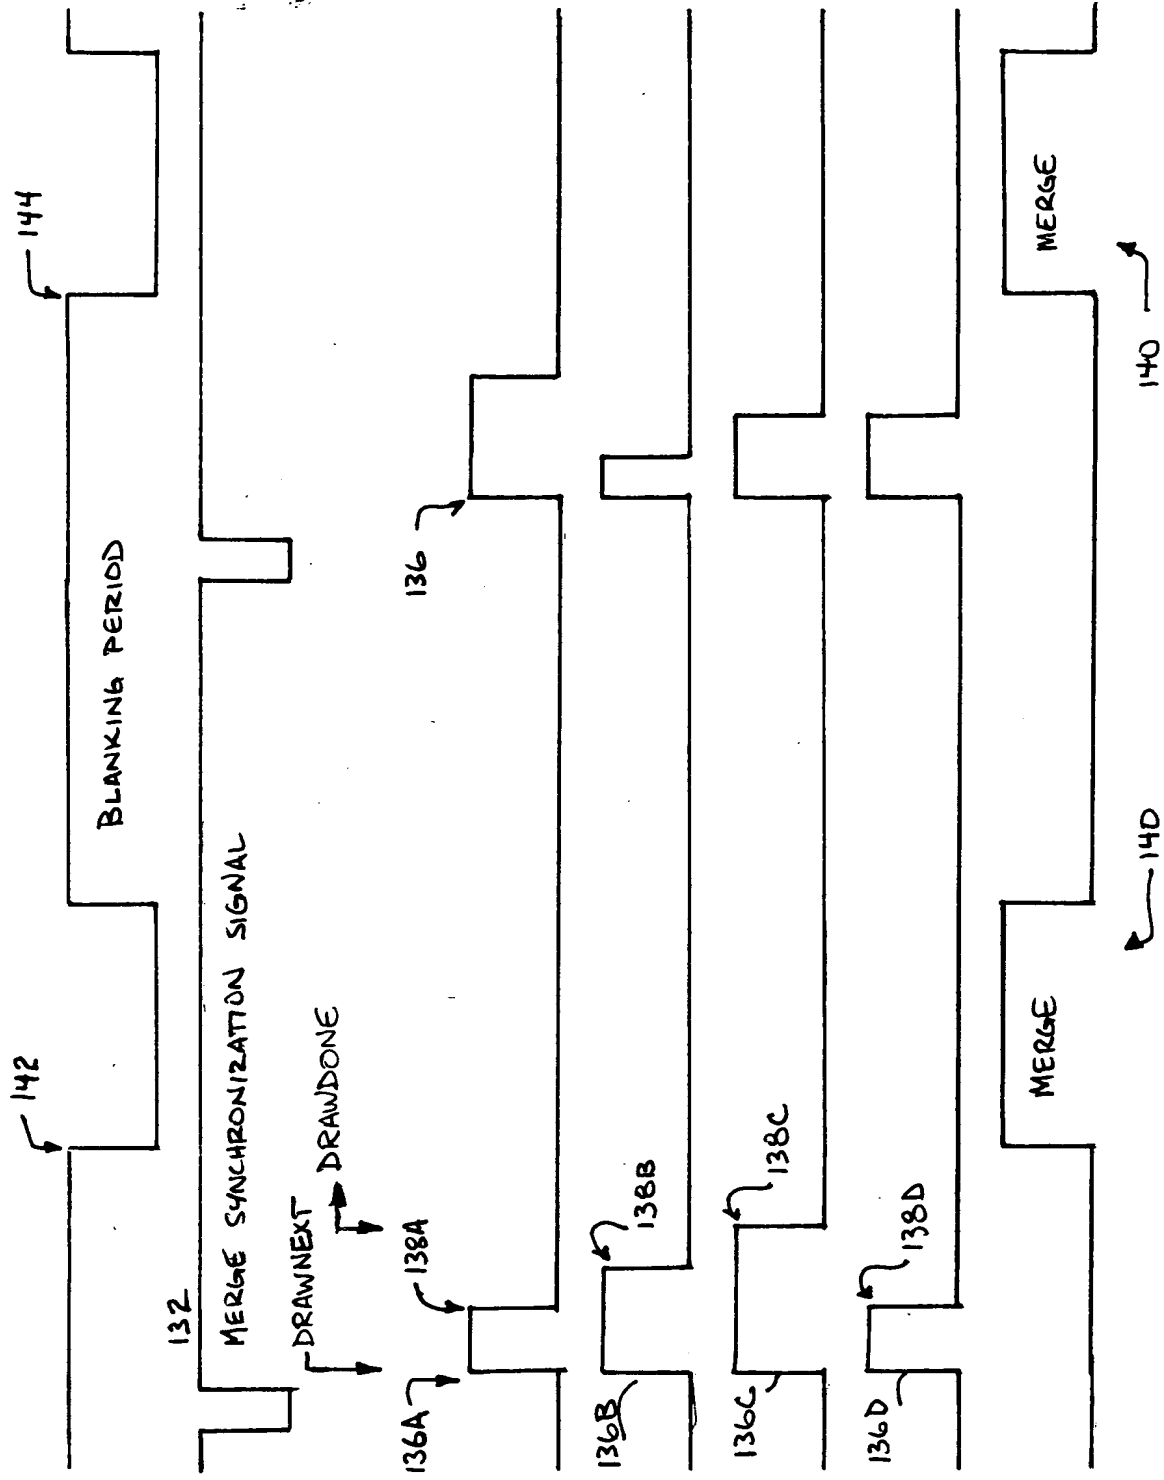 142
144
BLANKING PERIOD
132
MERGE SYNCHRONIZATION SIGNAL
DRAWNEXT
DRAWDONE
136A
138A
136
136B
138B
136C
138C
136D
138D
MERGE
MERGE
140
140